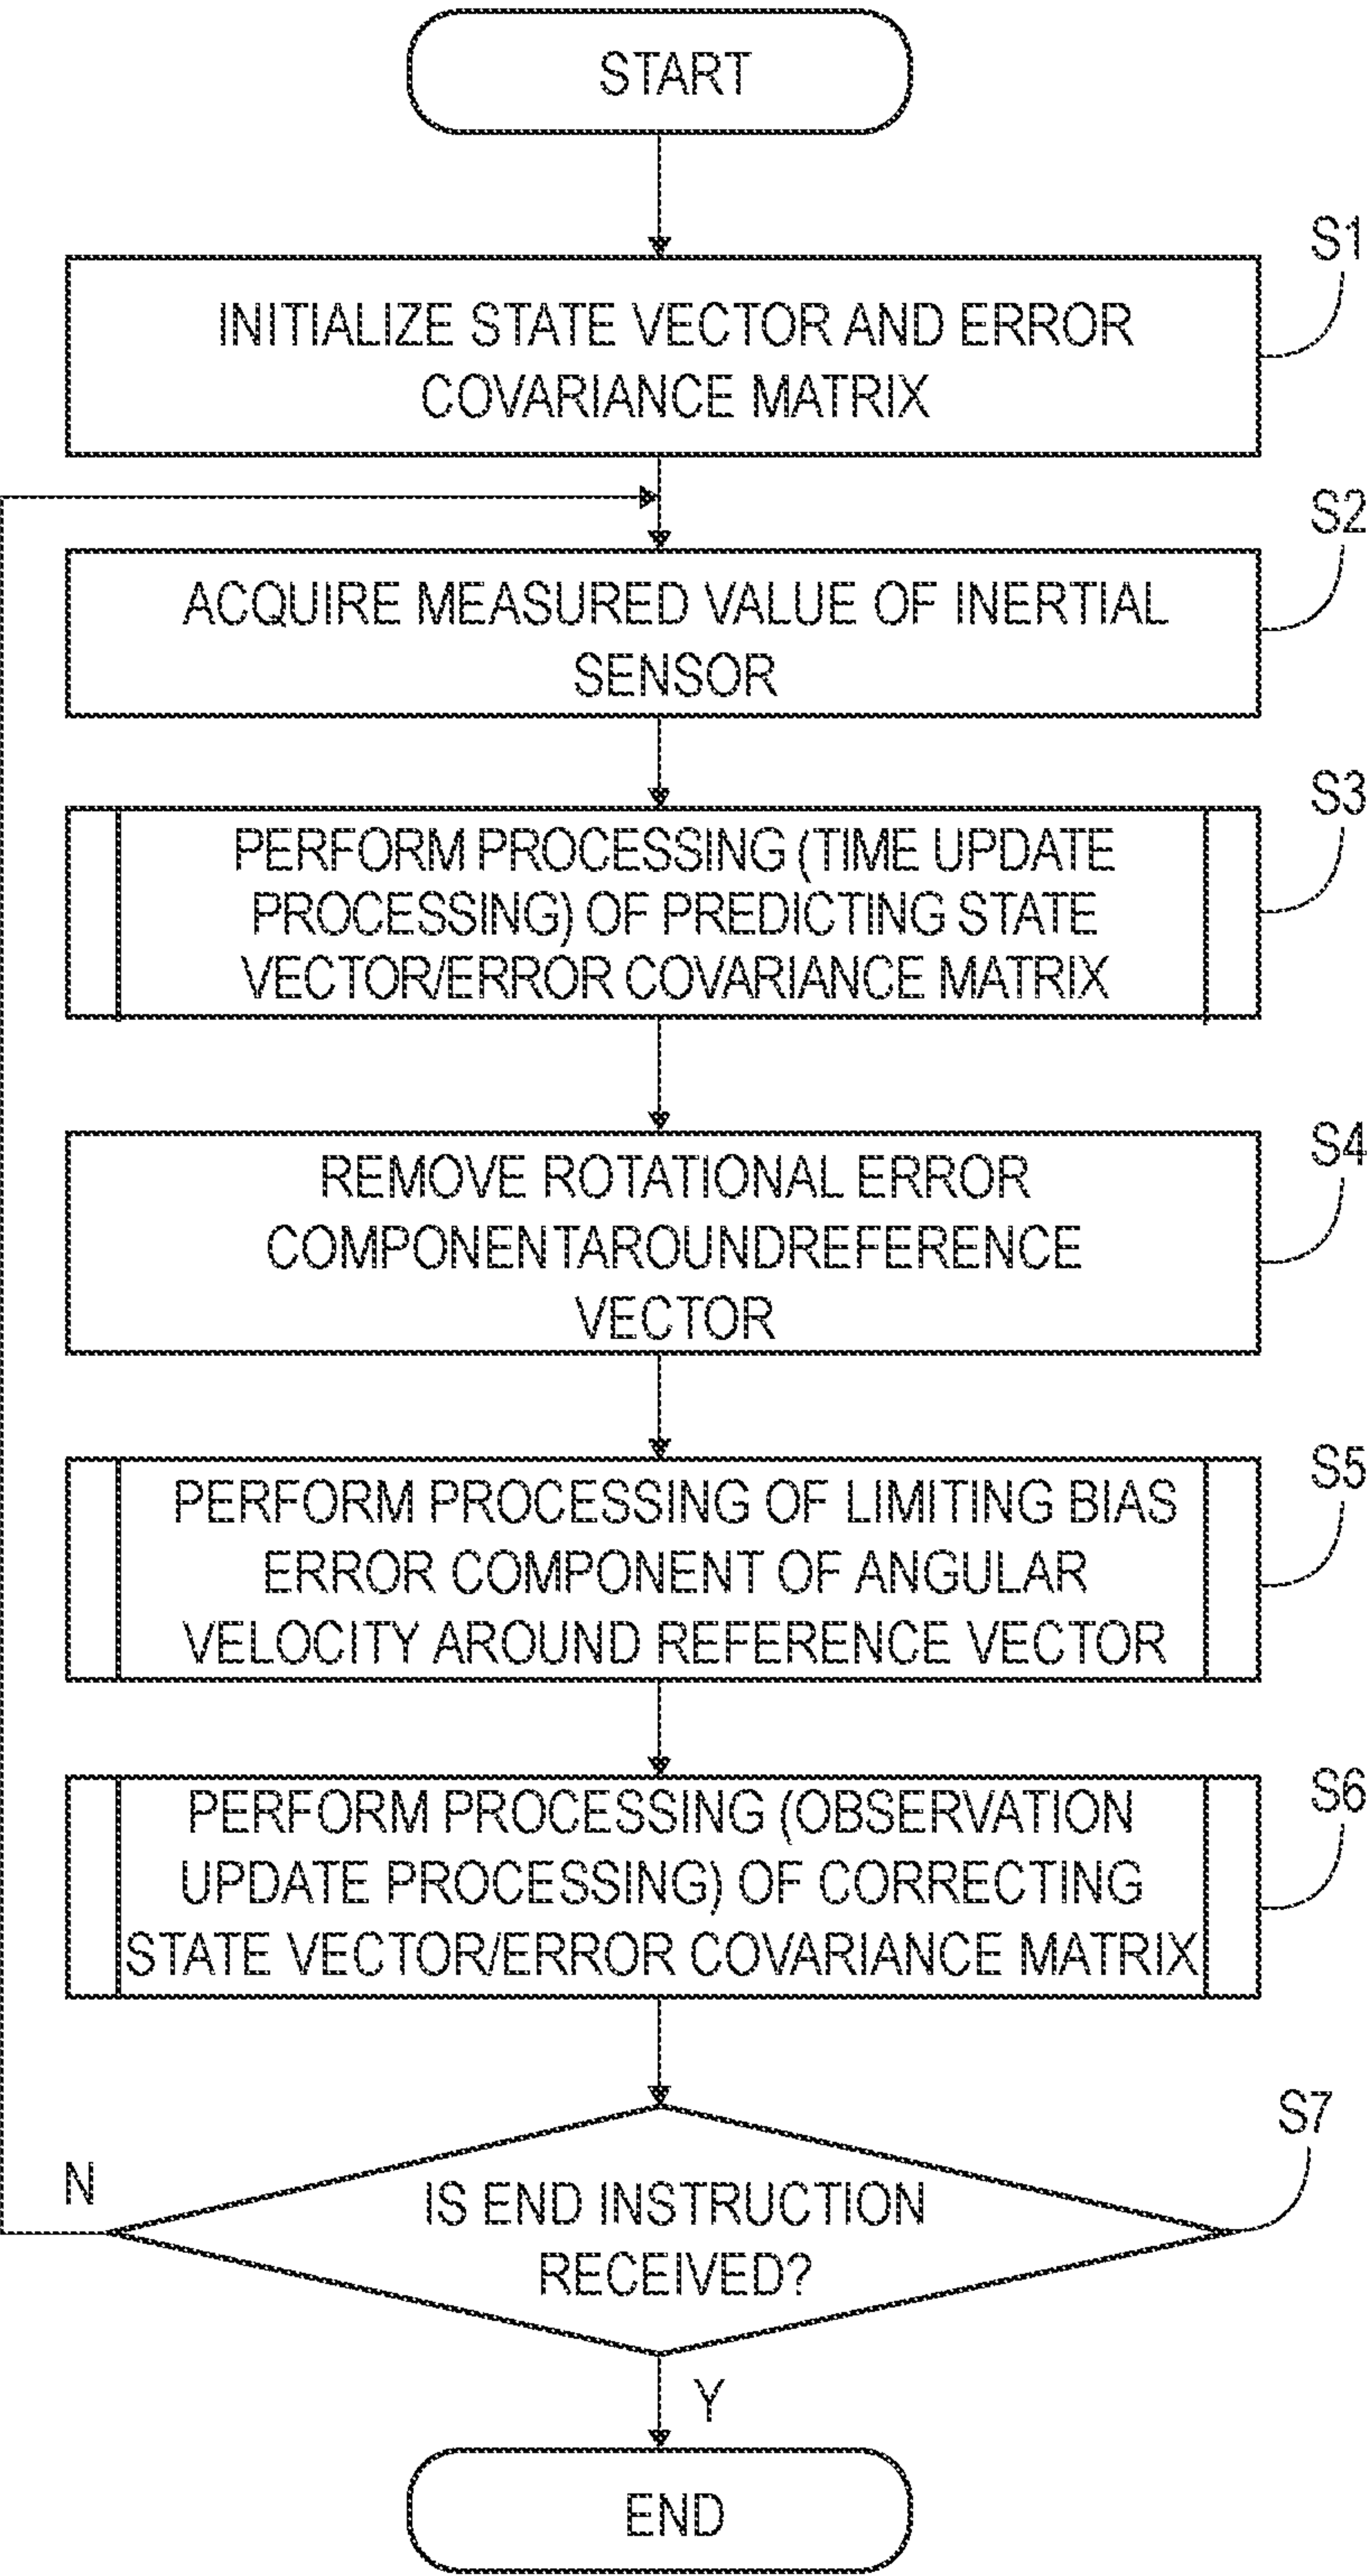 START
S1
INITIALIZE STATE VECTOR AND ERROR
COVARIANCE MATRIX
S2
ACQUIRE MEASURED VALUE OF INERTIAL
SENSOR
S3
PERFORM PROCESSING (TIME UPDATE
PROCESSING) OF PREDICTING STATE
VECTOR/ERROR COVARIANCE MATRIX
S4
REMOVE ROTATIONAL ERROR
COMPONENTAROUNDREFERENCE
VECTOR
S5
PERFORM PROCESSING OF LIMITING BIAS
ERROR COMPONENT OF ANGULAR
VELOCITY AROUND REFERENCE VECTOR
S6
PERFORM PROCESSING (OBSERVATION
UPDATE PROCESSING) OF CORRECTING
STATE VECTOR/ERROR COVARIANCE MATRIX
S7
N
IS END INSTRUCTION
RECEIVED?
Y
END